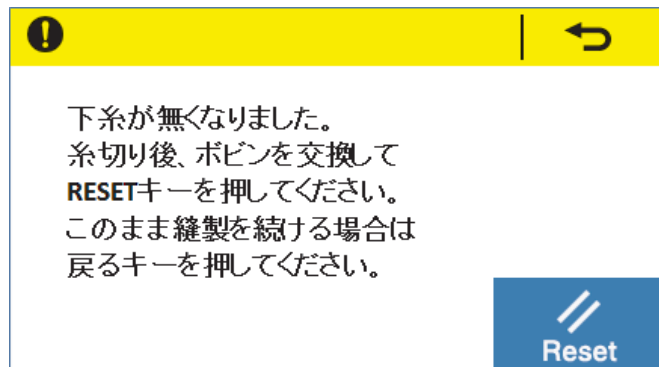 下糸が無くなりました。
糸切り後、ボビンを交換して
RESETキーを押してください。
このまま縫製を続ける場合は
戻るキーを押してください。
Reset